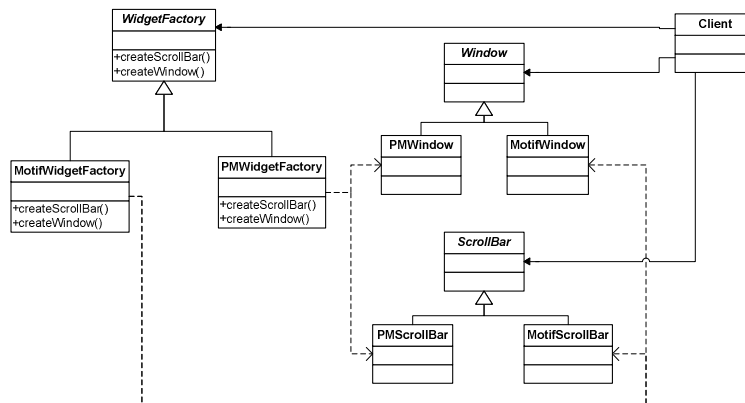 WidgetFactory
+createScrollBar()
+createWindow()
Client
Window
PMWindow
MotifWindow
MotifWidgetFactory
+createScrollBar()
+createWindow()
PMWidgetFactory
+createScrollBar()
+createWindow()
ScrollBar
PMScrollBar
MotifScrollBar